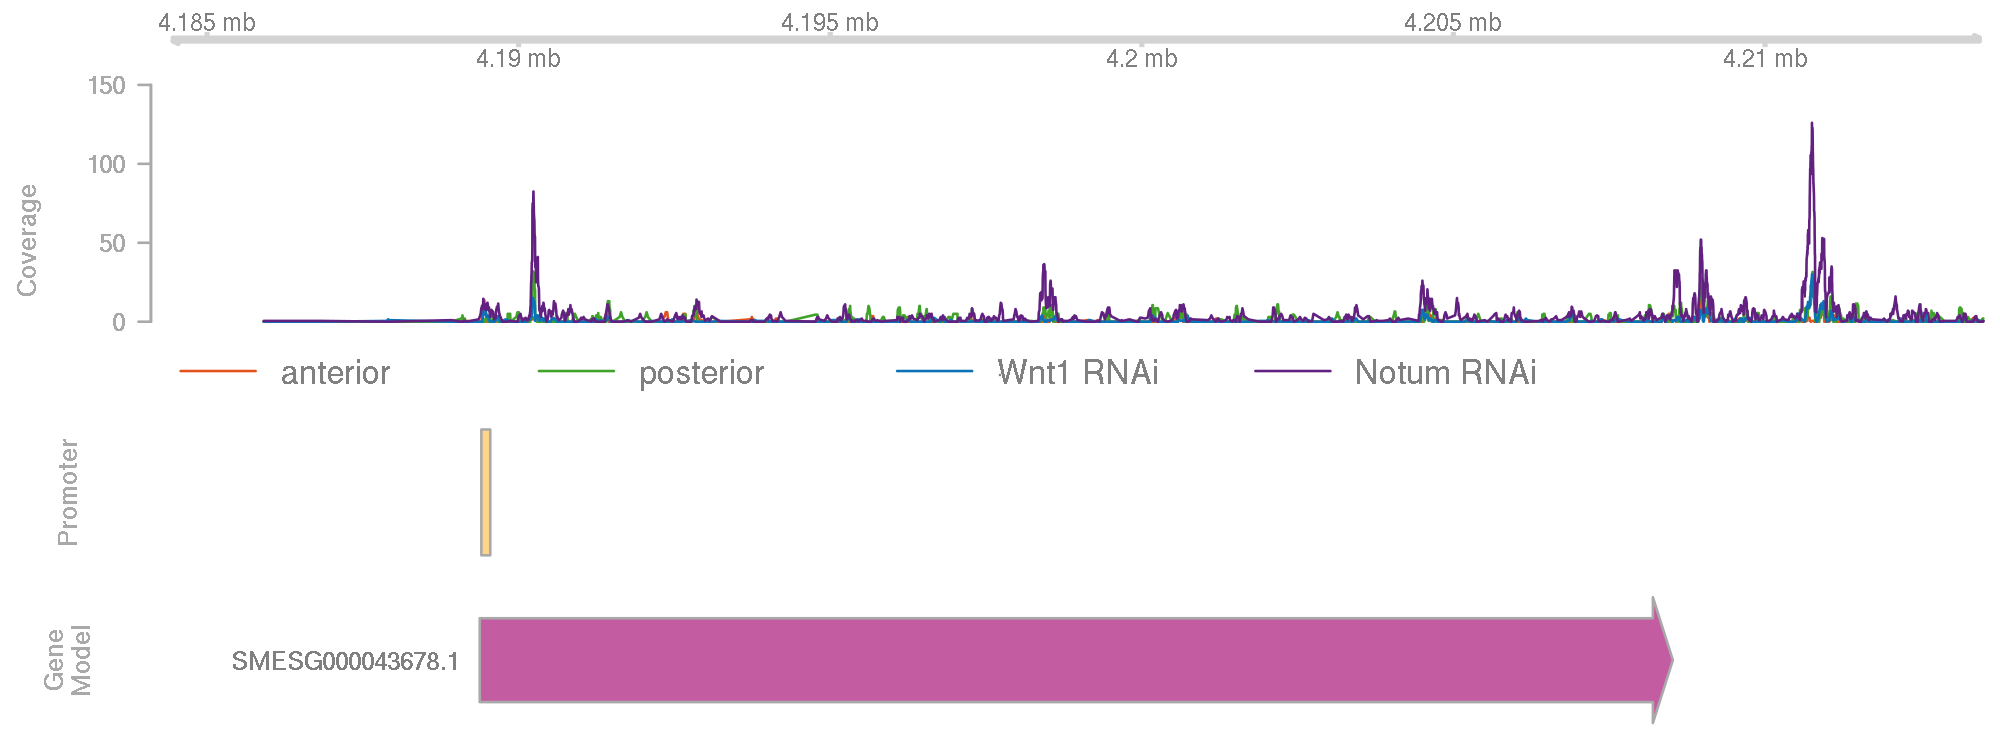 4.185 mb 4.195 mb 4.205 mb
4.19 mb 4.2 mb 4.21 mb
150
100
50
0
Coverage
anterior posterior Wnt1 RNAi Notum RNAi
Promoter
Gene
Model
SMESG000043678.1